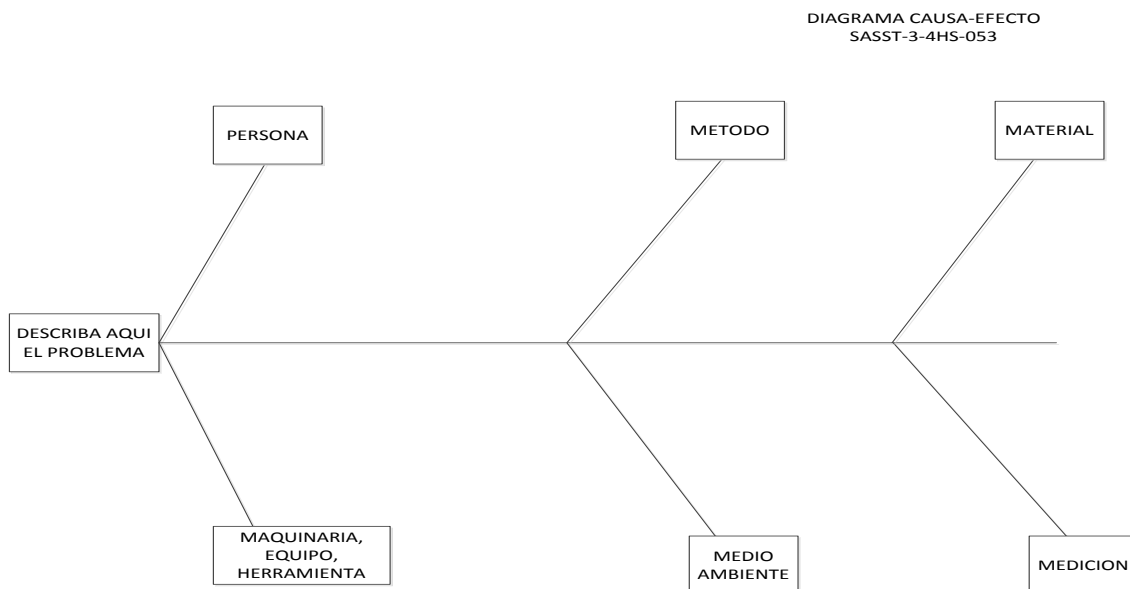 DIAGRAMA CAUSA-EFECTO
SASST-3-4HS-053
PERSONA
METODO
MATERIAL
DESCRIBA AQUI
EL PROBLEMA
MAQUINARIA,
EQUIPO,
HERRAMIENTA
MEDIO
AMBIENTE
MEDICION